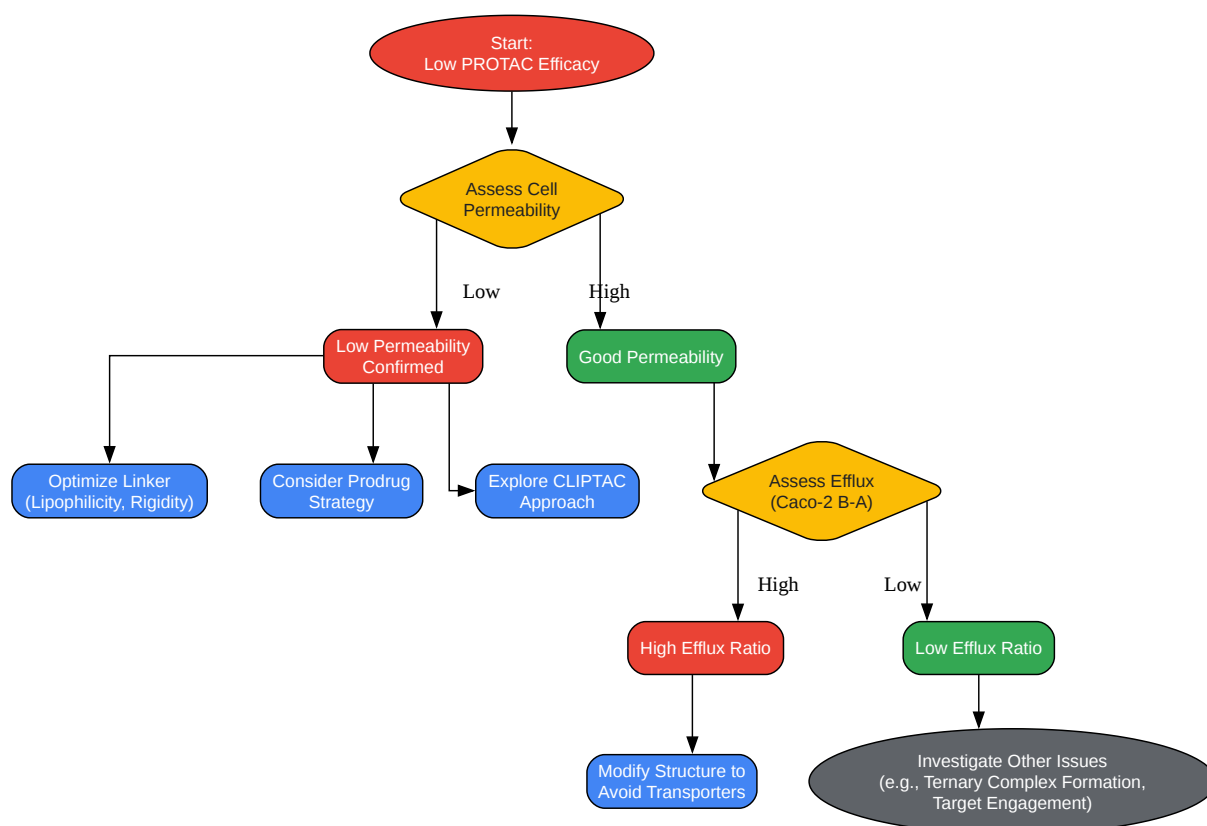 Start:
Low PROTAC Efficacy
Assess Cell
Permeability
Low
High
Low Permeability
Confirmed
Good Permeability
Optimize Linker
(Lipophilicity, Rigidity)
Consider Prodrug
Strategy
Explore CLIPTAC
Approach
Assess Efflux
(Caco-2 B-A)
High
Low
High Efflux Ratio
Low Efflux Ratio
Modify Structure to
Avoid Transporters
Investigate Other Issues
(e.g., Ternary Complex Formation,
Target Engagement)